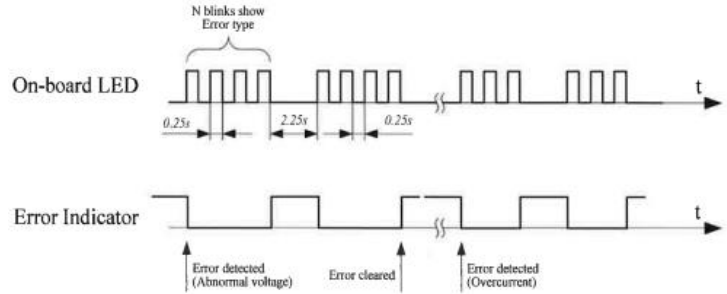 N blinks show
Error type
On-board LED
t
0.25s
2.25s
0.25s
Error Indicator
t
Error detected
(Abnormal voltage)
Error cleared
Error detected
(Overcurrent)